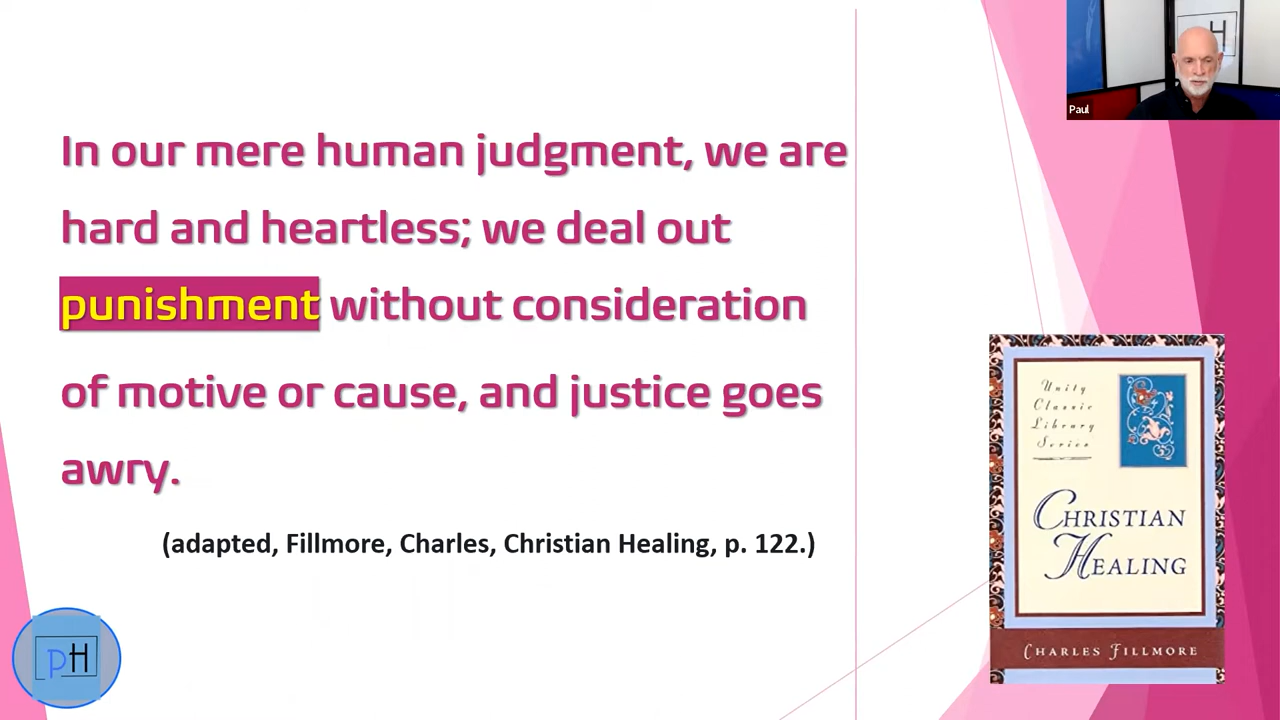 In our mere human judgment, we are
hard and heartless; we deal out
punishment without consideration
of motive or cause, and justice goes
awry.
(adapted, Fillmore, Charles, Christian Healing, p. 122.)
H
Paul
Unity
Classic
Library
Series
CHRISTIAN
HEALING
CHARLES FILLMORE
pH